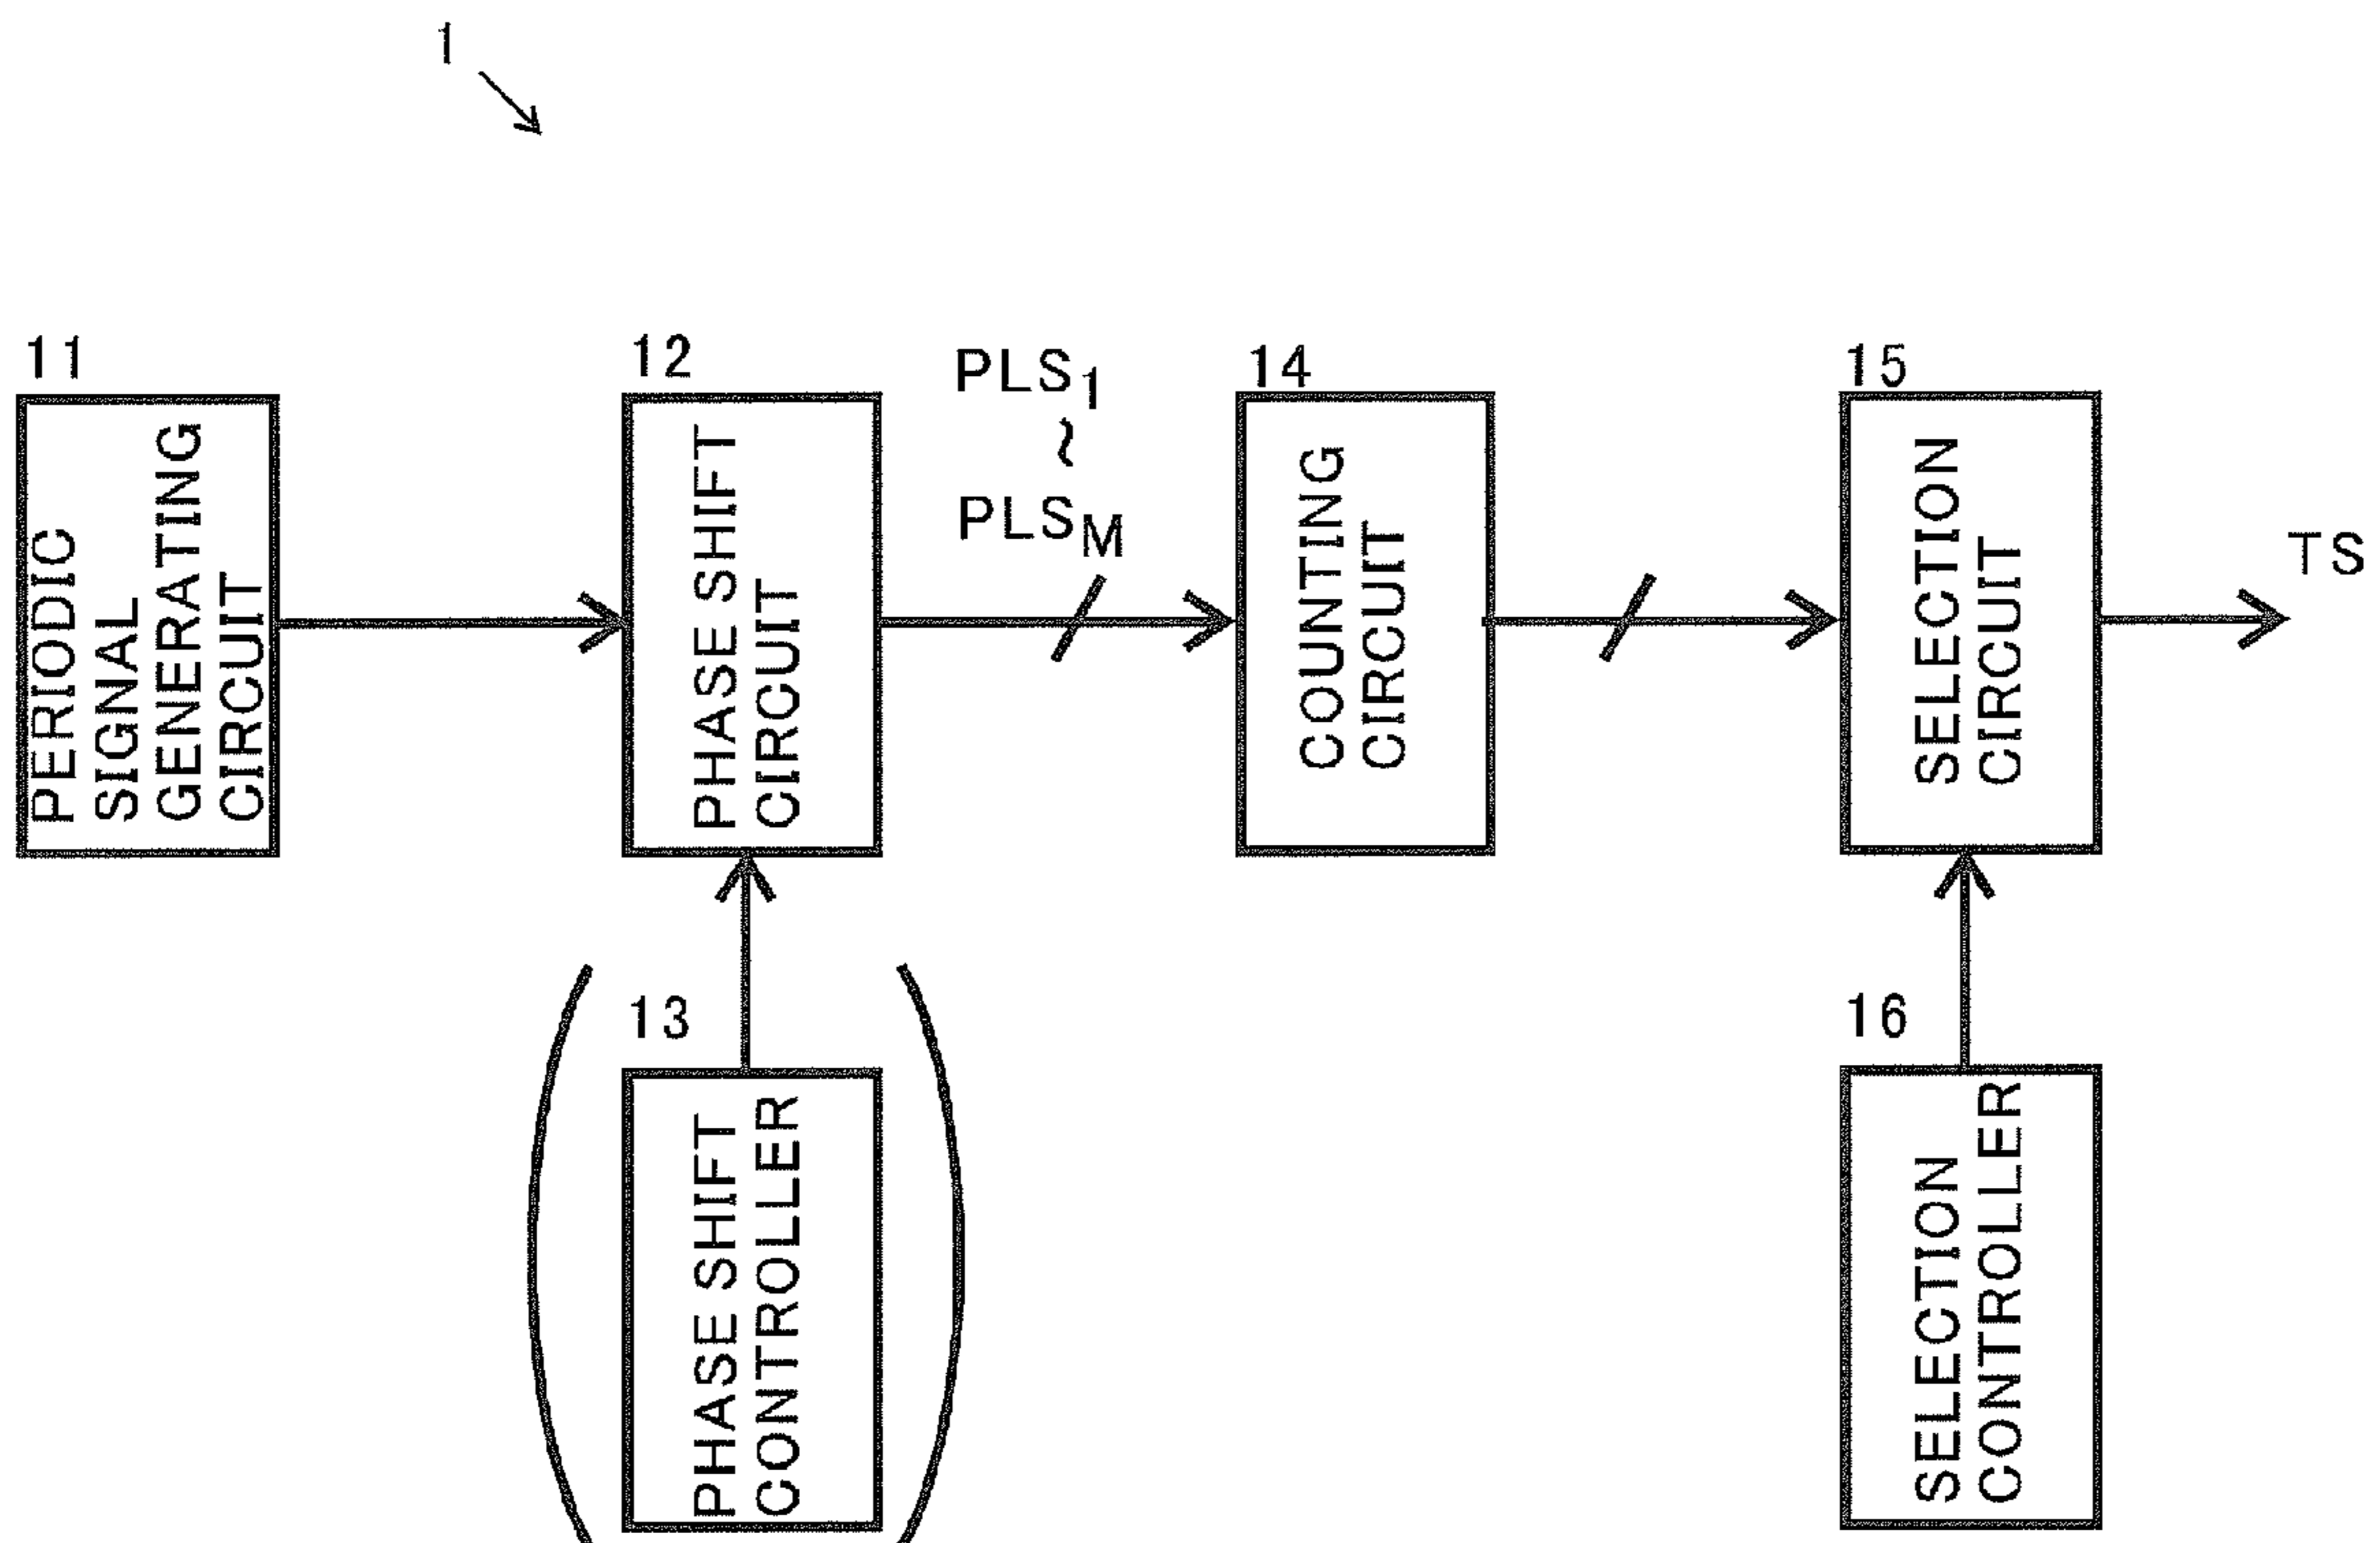 1
11
PERIODIC
SIGNAL
GENERATING
CIRCUIT
12
PHASE SHIFT
CIRCUIT
PLS1
~
PLSM
14
COUNTING
CIRCUIT
15
SELECTION
CIRCUIT
TS
13
PHASE SHIFT
CONTROLLER
16
SELECTION
CONTROLLER